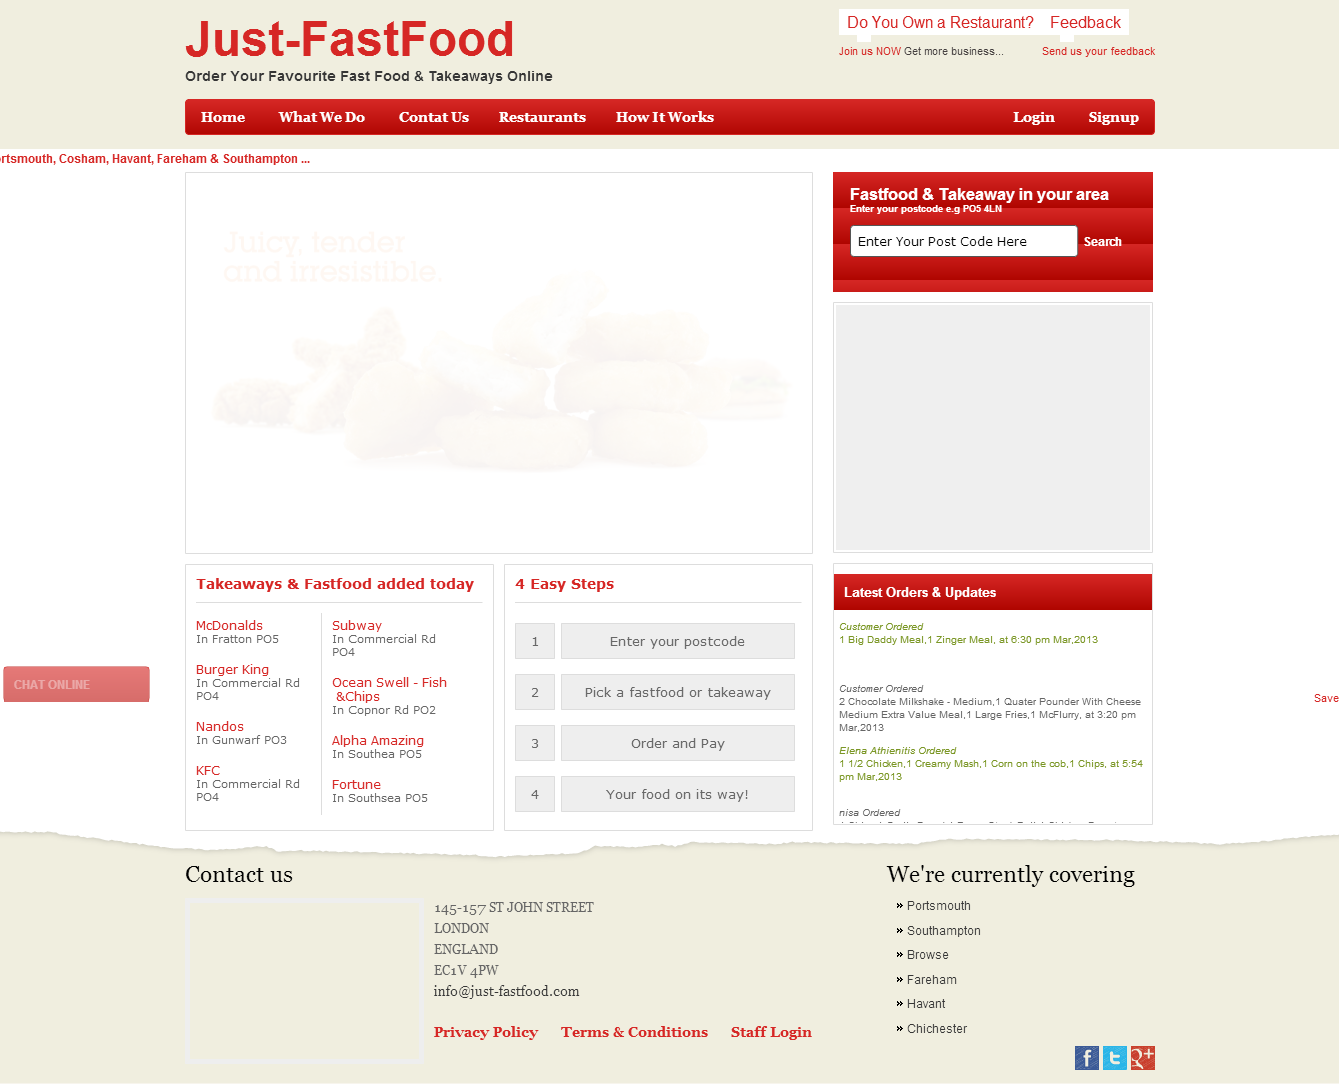 Just-FastFood
Order Your Favourite Fast Food & Takeaways Online
Do You Own a Restaurant? Feedback
Join us NOW Get more business... Send us your feedback
Home What We Do Contat Us Restaurants How It Works Login Signup
rtsmouth, Cosham, Havant, Fareham & Southampton ...
Juicy, tender
and irresistible
Fastfood & Takeaway in your area
Enter your postcode e.g PO5 4LN
Enter Your Post Code Here Search
Takeaways & Fastfood added today
McDonalds
In Fratton PO5
Burger King
In Commercial Rd
PO4
Nandos
In Gunwarf PO3
KFC
In Commercial Rd
PO4
Subway
In Commercial Rd
PO4
Ocean Swell - Fish
&Chips
In Copnor Rd PO2
Alpha Amazing
In Southea PO5
Fortune
In Southsea PO5
4 Easy Steps
1 Enter your postcode
2 Pick a fastfood or takeaway
3 Order and Pay
4 Your food on its way!
Latest Orders & Updates
Customer Ordered
1 Big Daddy Meal,1 Zinger Meal, at 6:30 pm Mar,2013
Customer Ordered
2 Chocolate Milkshake - Medium,1 Quater Pounder With Cheese
Medium Extra Value Meal,1 Large Fries,1 McFlurry, at 3:20 pm
Mar,2013
Elena Athienitis Ordered
1 1/2 Chicken,1 Creamy Mash,1 Corn on the cob,1 Chips, at 5:54
pm Mar,2013
nisa Ordered
CHAT ONLINE
Save
Contact us
145-157 ST JOHN STREET
LONDON
ENGLAND
EC1V 4PW
info@just-fastfood.com
Privacy Policy Terms & Conditions Staff Login
We're currently covering
Portsmouth
Southampton
Browse
Fareham
Havant
Chichester